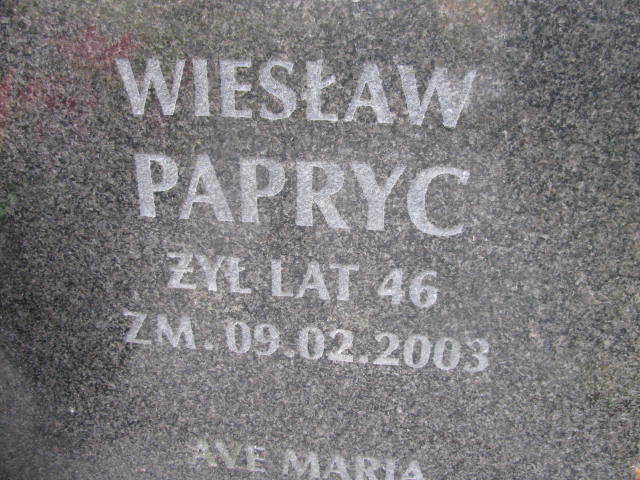 WIESŁAW
PAPRYC
ŻYŁ LAT 46
ZM. 09.02.2003
AVE MARIA